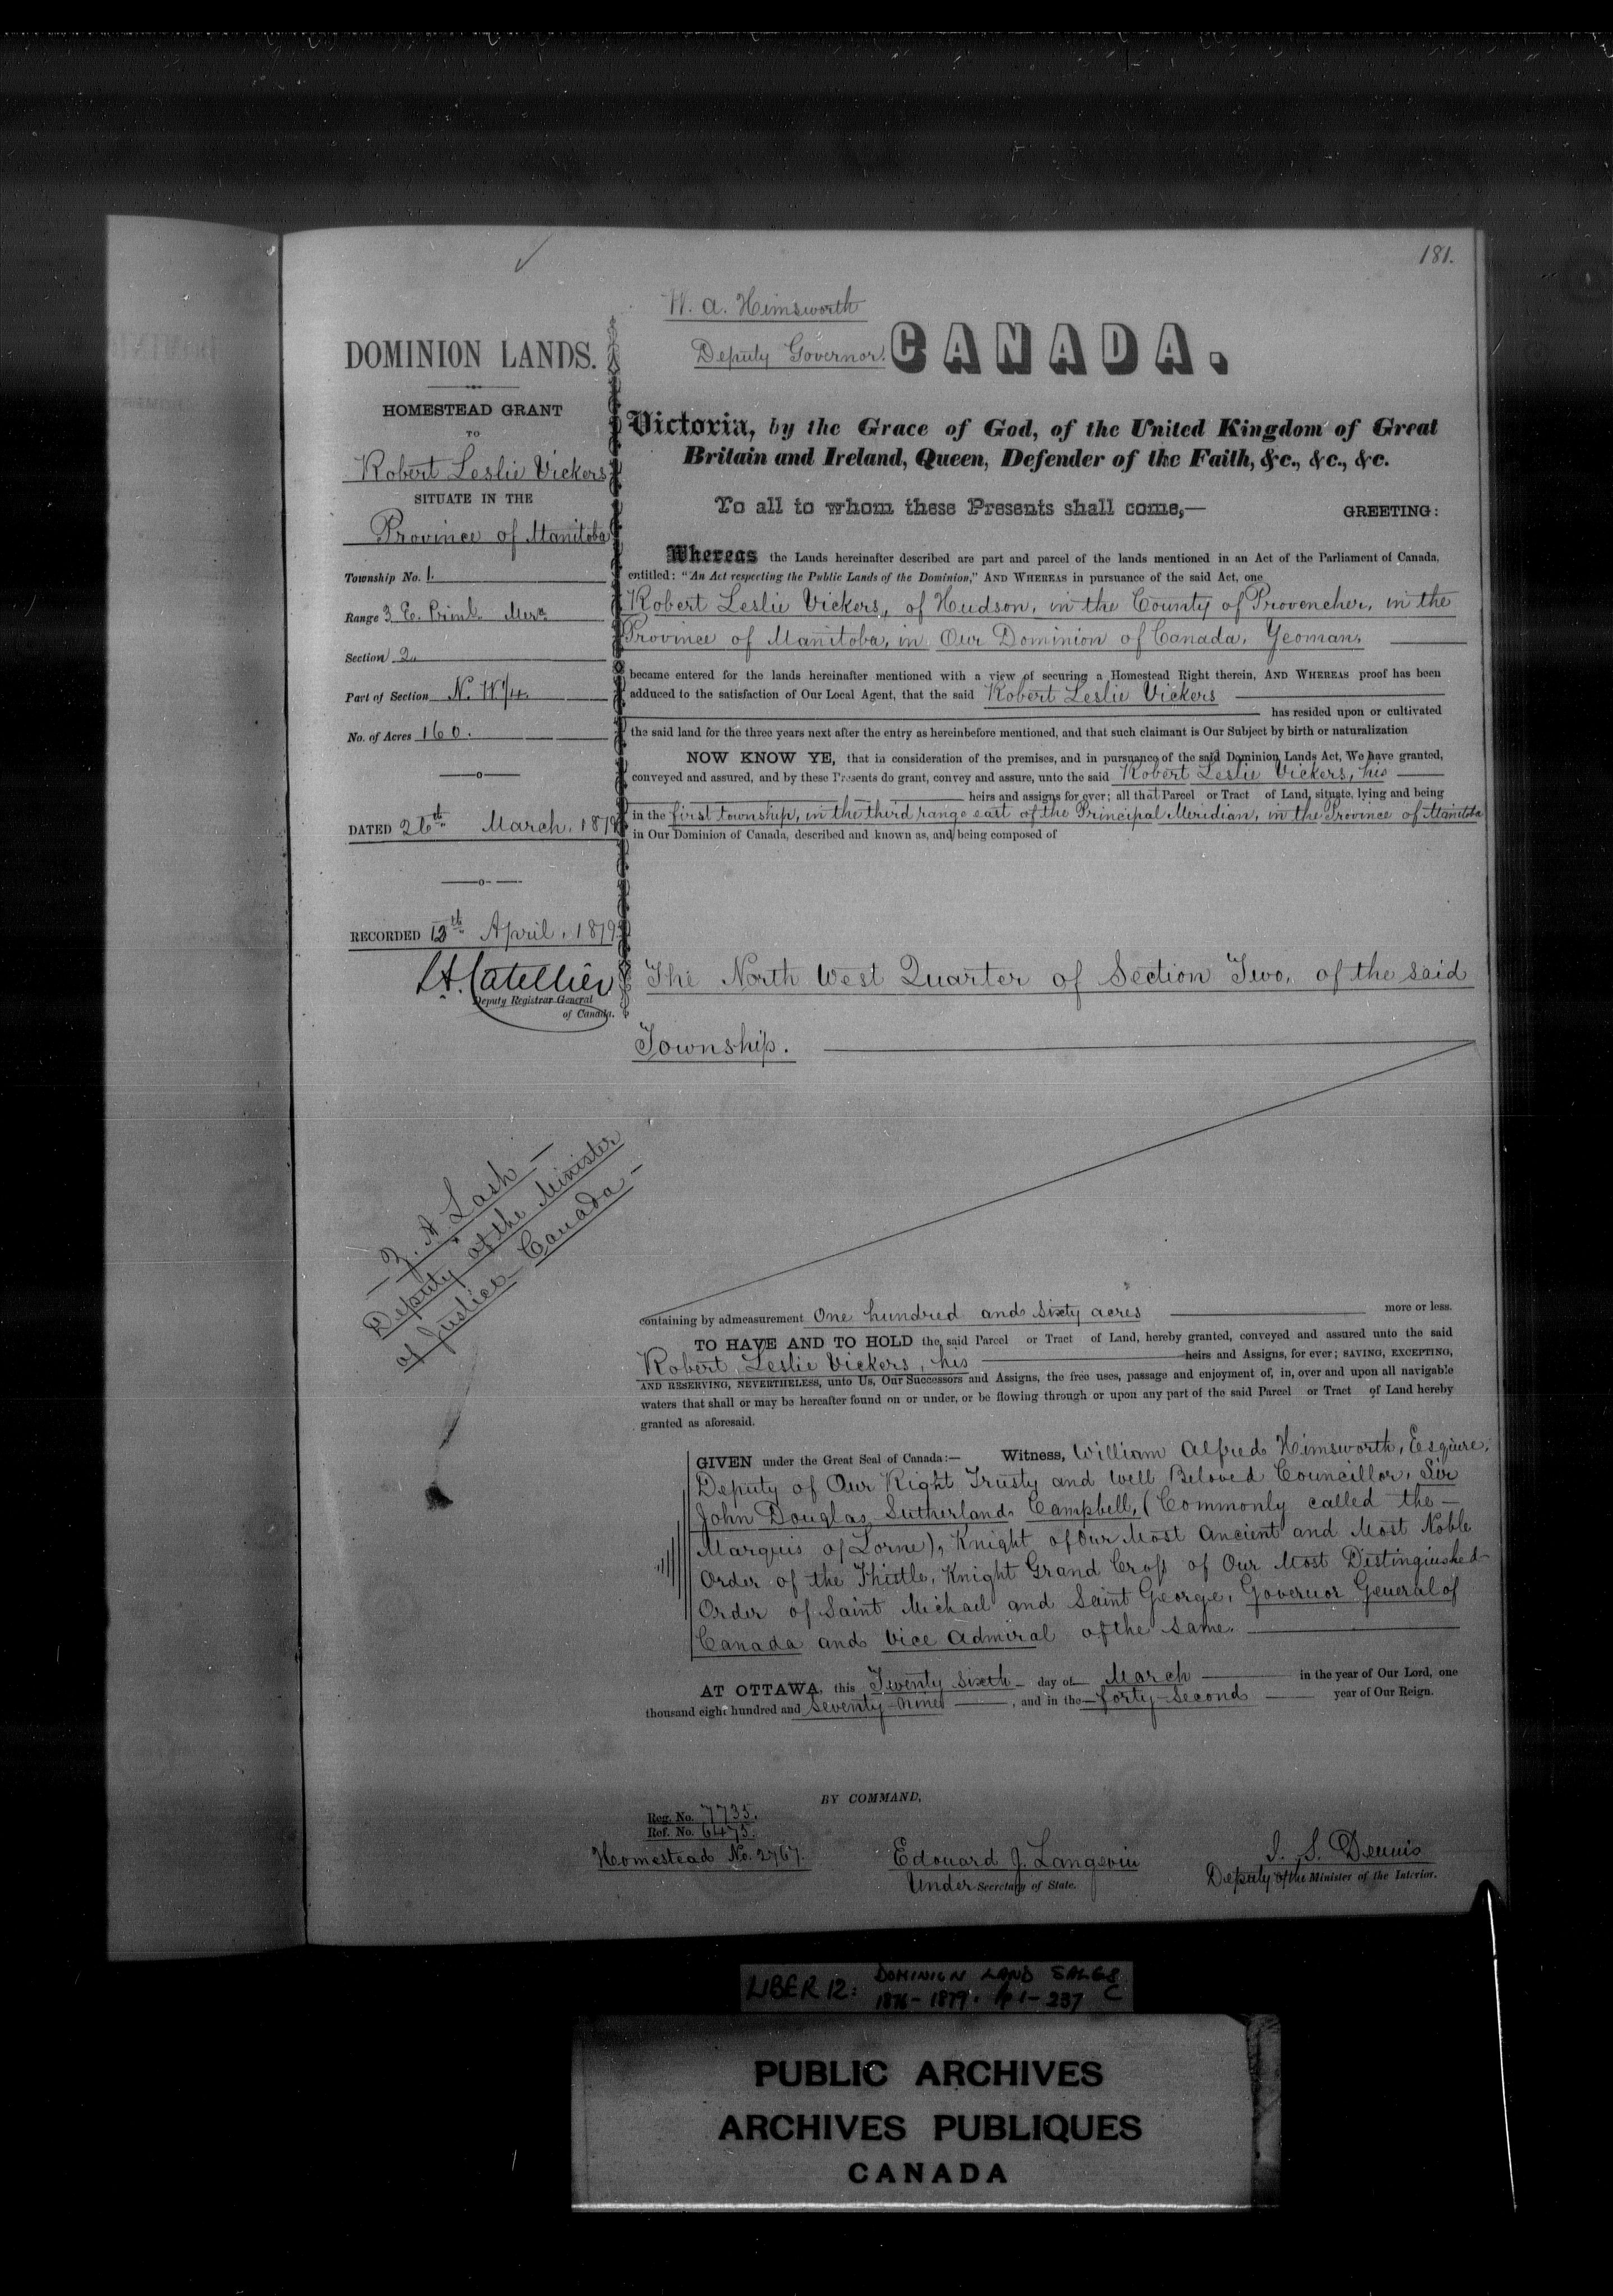 181.
W. A. Himsworth
Deputy Governor.
CANADA.
DOMINION LANDS.
HOMESTEAD GRANT
TO
Robert Leslie Vickers
SITUATE IN THE
Province of Manitoba
Township No. 1.
Range 3 E. Prinl. Mern.
Section 2.
Part of Section N. W 1/4.
No. of Acres 160.
DATED 26th March, 1879
RECORDED 12th April, 1879
L. A. Catellier
Deputy Registrar General
of Canada.
Z. A. Lash
Deputy of the Minister
of Justice Canada
Victoria, by the Grace of God, of the United Kingdom of Great
Britain and Ireland, Queen, Defender of the Faith, &c., &c., &c.
To all to whom these Presents shall come,—
GREETING:
Whereas the Lands hereinafter described are part and parcel of the lands mentioned in an Act of the Parliament of Canada,
entitled: "An Act respecting the Public Lands of the Dominion," AND WHEREAS in pursuance of the said Act, one
Robert Leslie Vickers, of Hudson, in the County of Provencher, in the
Province of Manitoba, in Our Dominion of Canada, Yeoman,
became entered for the lands hereinafter mentioned with a view of securing a Homestead Right therein, AND WHEREAS proof has been
adduced to the satisfaction of Our Local Agent, that the said Robert Leslie Vickers
has resided upon or cultivated
the said land for the three years next after the entry as hereinbefore mentioned, and that such claimant is Our Subject by birth or naturalization
NOW KNOW YE, that in consideration of the premises, and in pursuance of the said Dominion Lands Act, We have granted,
conveyed and assured, and by these Presents do grant, convey and assure, unto the said Robert Leslie Vickers, his
heirs and assigns for ever; all that Parcel or Tract of Land, situate, lying and being
in the first township, in the third range east of the Principal Meridian, in the Province of Manitoba
in Our Dominion of Canada, described and known as, and being composed of
The North West Quarter of Section Two, of the said
Township.
containing by admeasurement One hundred and sixty acres more or less.
TO HAVE AND TO HOLD the said Parcel or Tract of Land, hereby granted, conveyed and assured unto the said
Robert Leslie Vickers, his heirs and Assigns, for ever; SAVING, EXCEPTING,
AND RESERVING, NEVERTHELESS, unto Us, Our Successors and Assigns, the free uses, passage and enjoyment of, in, over and upon all navigable
waters that shall or may be hereafter found on or under, or be flowing through or upon any part of the said Parcel or Tract of Land hereby
granted as aforesaid.
GIVEN under the Great Seal of Canada:— Witness, William Alfred Himsworth, Esquire,
Deputy of Our Right Trusty and Well Beloved Councillor, Sir
John Douglas Sutherland Campbell, (Commonly called the —
Marquis of Lorne), Knight of Our Most Ancient and Most Noble
Order of the Thistle, Knight Grand Cross of Our Most Distinguished
Order of Saint Michael and Saint George, Governor General of
Canada and Vice Admiral of the same.
AT OTTAWA, this Twenty sixth day of March in the year of Our Lord, one
thousand eight hundred and seventy-nine, and in the forty-second year of Our Reign.
BY COMMAND,
Reg. No. 7735.
Ref. No. 6475.
Homestead No. 2767.
Edouard J. Langevin
Under Secretary of State.
J. S. Dennis
Deputy of the Minister of the Interior.
LIBER 12: DOMINION LAND SALES
1876-1879. pp 1-237 C
PUBLIC ARCHIVES
ARCHIVES PUBLIQUES
CANADA